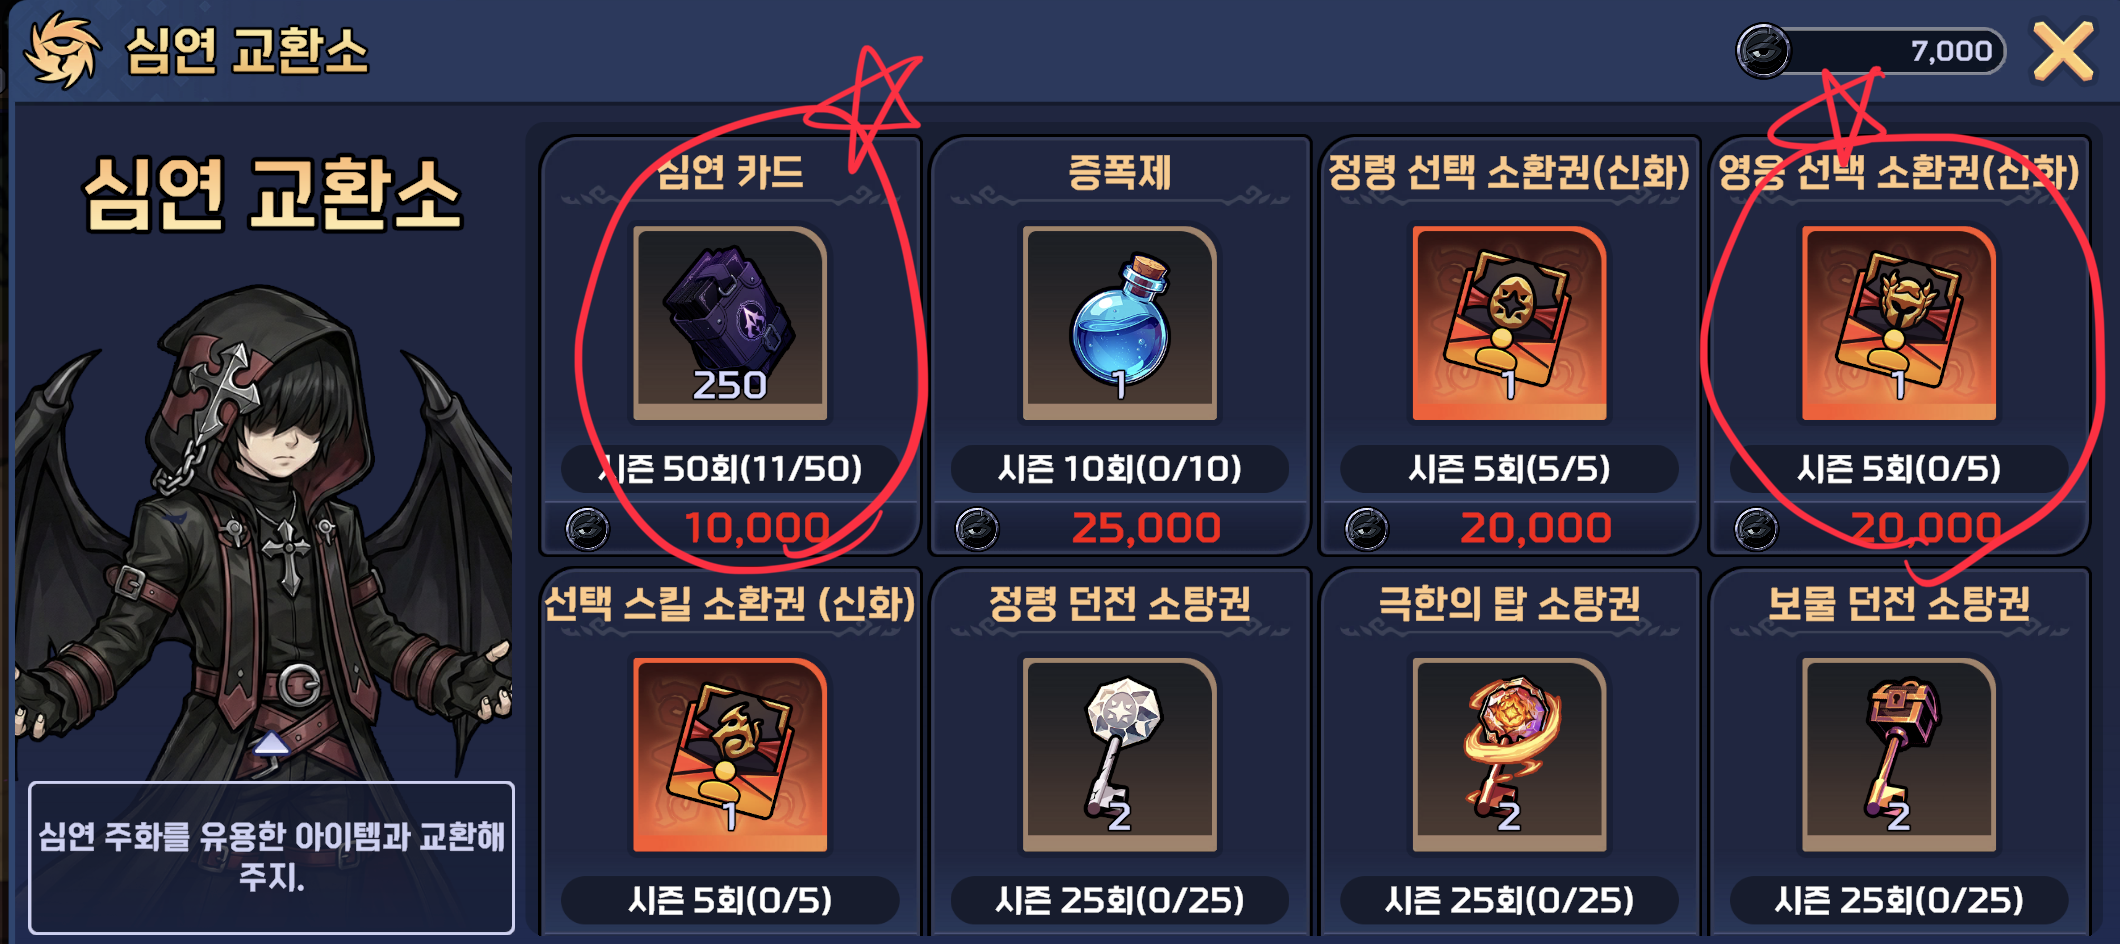 심연 교환소
7,000
심연 교환소
심연 주화를 유용한 아이템과 교환해
주지.
심연 카드
250
시즌 50회(11/50)
10,000
증폭제
1
시즌 10회(0/10)
25,000
정령 선택 소환권(신화)
1
시즌 5회(5/5)
20,000
영웅 선택 소환권(신화)
1
시즌 5회(0/5)
20,000
선택 스킬 소환권 (신화)
1
시즌 5회(0/5)
정령 던전 소탕권
2
시즌 25회(0/25)
극한의 탑 소탕권
2
시즌 25회(0/25)
보물 던전 소탕권
2
시즌 25회(0/25)